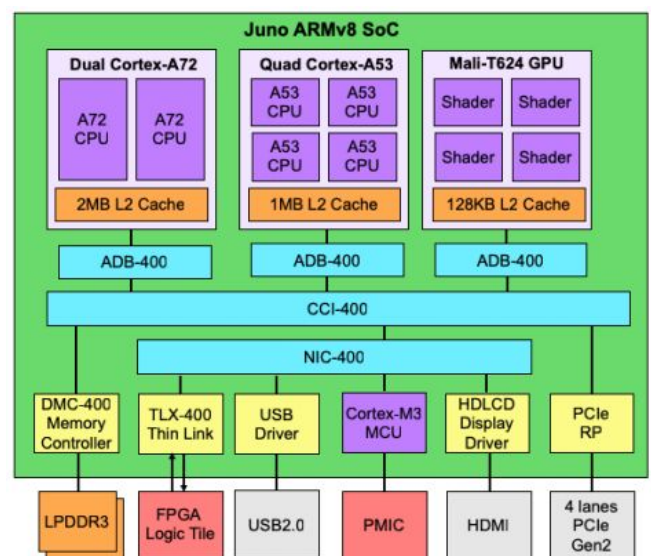 Juno ARMv8 SoC
Dual Cortex-A72
A72
CPU
A72
CPU
2MB L2 Cache
Quad Cortex-A53
A53
CPU
A53
CPU
A53
CPU
A53
CPU
1MB L2 Cache
Mali-T624 GPU
Shader
Shader
Shader
Shader
128KB L2 Cache
ADB-400
ADB-400
ADB-400
CCI-400
NIC-400
DMC-400
Memory
Controller
TLX-400
Thin Link
USB
Driver
Cortex-M3
MCU
HDLCD
Display
Driver
PCIe
RP
LPDDR3
FPGA
Logic Tile
USB2.0
PMIC
HDMI
4 lanes
PCIe
Gen2